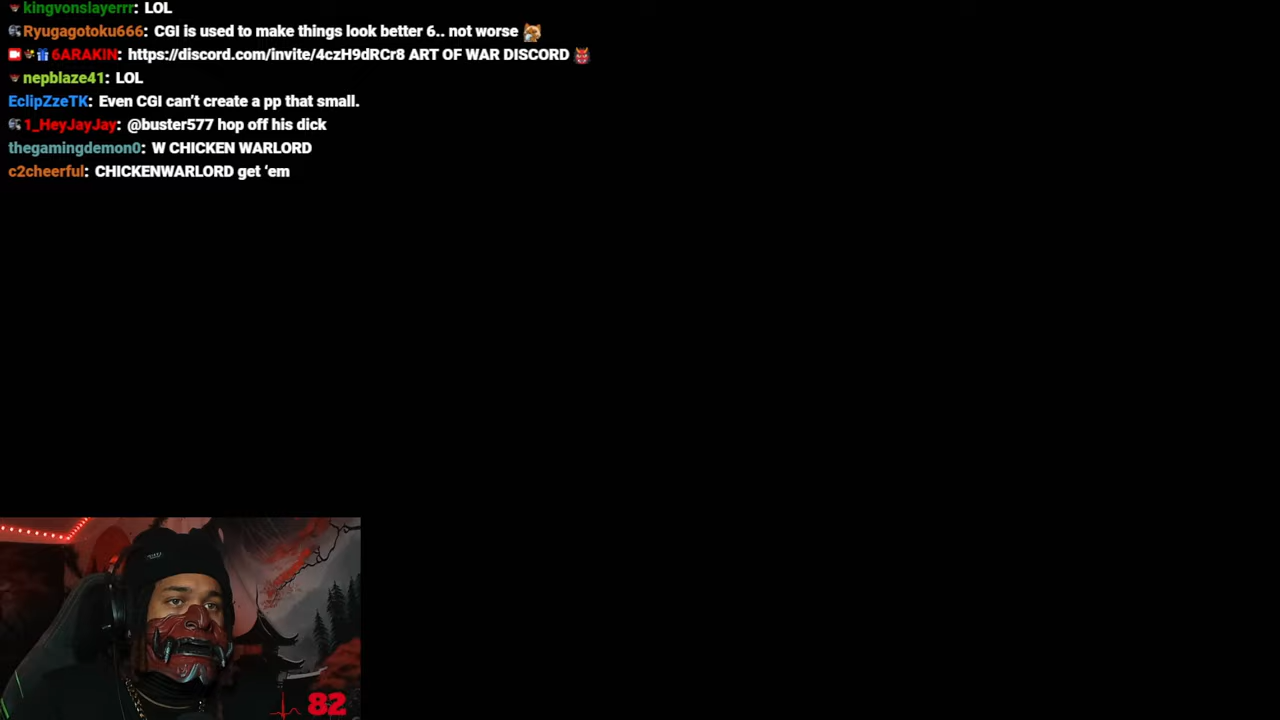 kingvonslayerrr: LOL
Ryugagotoku666: CGI is used to make things look better 6.. not worse
6ARAKIN: https://discord.com/invite/4czH9dRCr8 ART OF WAR DISCORD
nepblaze41: LOL
EclipZzeTK: Even CGI can’t create a pp that small.
1_HeyJayJay: @buster577 hop off his dick
thegamingdemon0: W CHICKEN WARLORD
c2cheerful: CHICKENWARLORD get ‘em
82